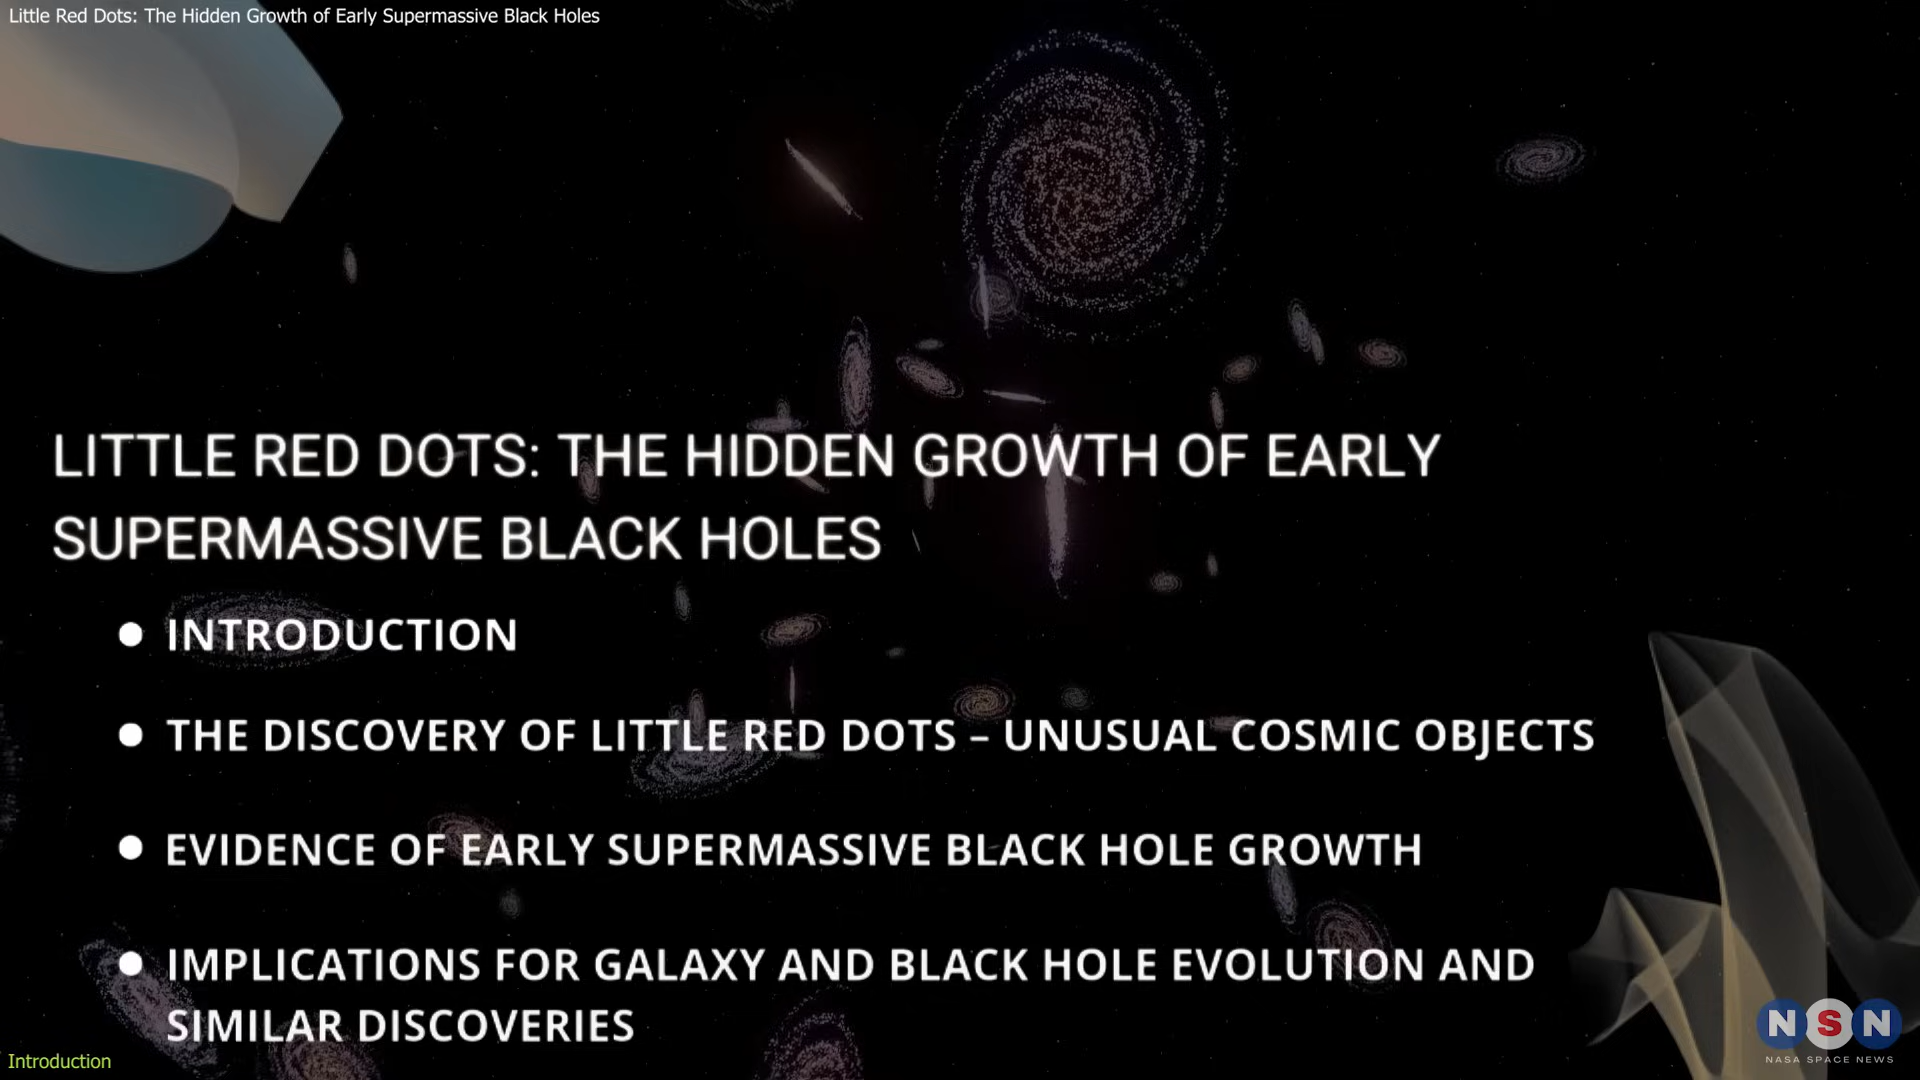 Little Red Dots: The Hidden Growth of Early Supermassive Black Holes
LITTLE RED DOTS: THE HIDDEN GROWTH OF EARLY
SUPERMASSIVE BLACK HOLES
● INTRODUCTION
● THE DISCOVERY OF LITTLE RED DOTS – UNUSUAL COSMIC OBJECTS
● EVIDENCE OF EARLY SUPERMASSIVE BLACK HOLE GROWTH
● IMPLICATIONS FOR GALAXY AND BLACK HOLE EVOLUTION AND
SIMILAR DISCOVERIES
NSN
NASA SPACE NEWS
Introduction